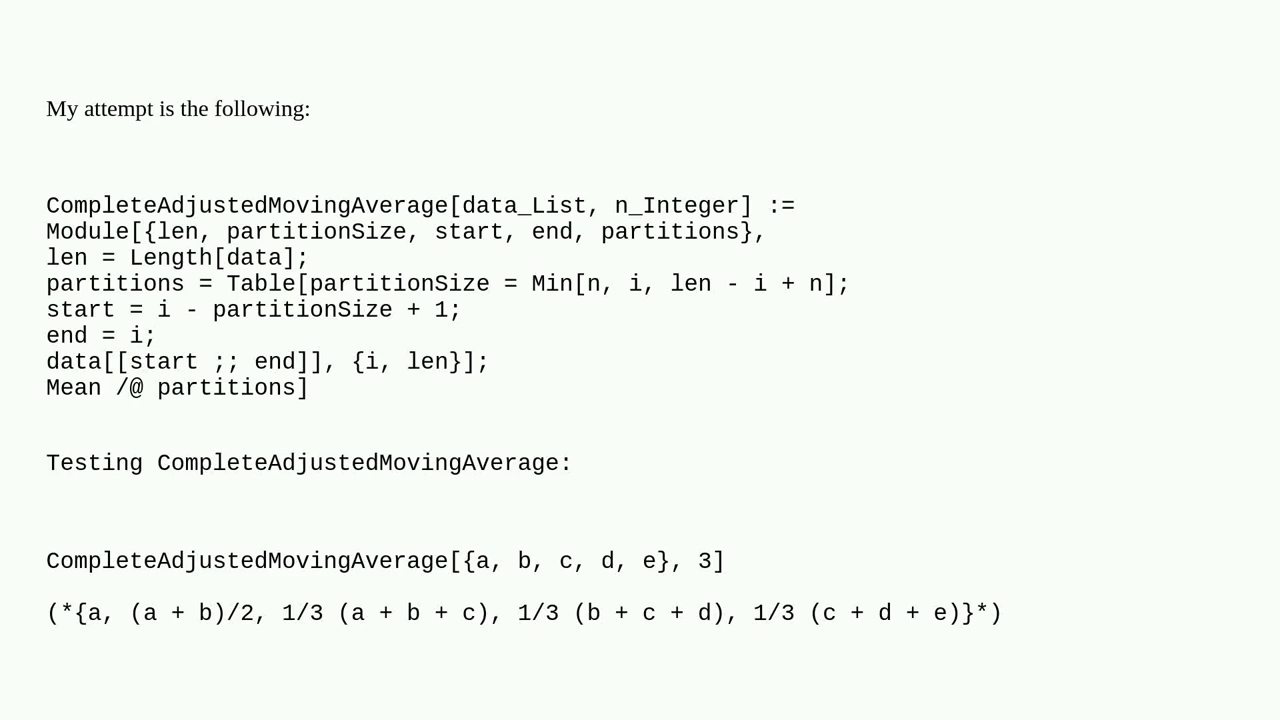 My attempt is the following:
CompleteAdjustedMovingAverage[data_List, n_Integer] :=
Module[{len, partitionSize, start, end, partitions},
len = Length[data];
partitions = Table[partitionSize = Min[n, i, len - i + n];
start = i - partitionSize + 1;
end = i;
data[[start ;; end]], {i, len}];
Mean /@ partitions]
Testing CompleteAdjustedMovingAverage:
CompleteAdjustedMovingAverage[{a, b, c, d, e}, 3]
(*{a, (a + b)/2, 1/3 (a + b + c), 1/3 (b + c + d), 1/3 (c + d + e)}*)